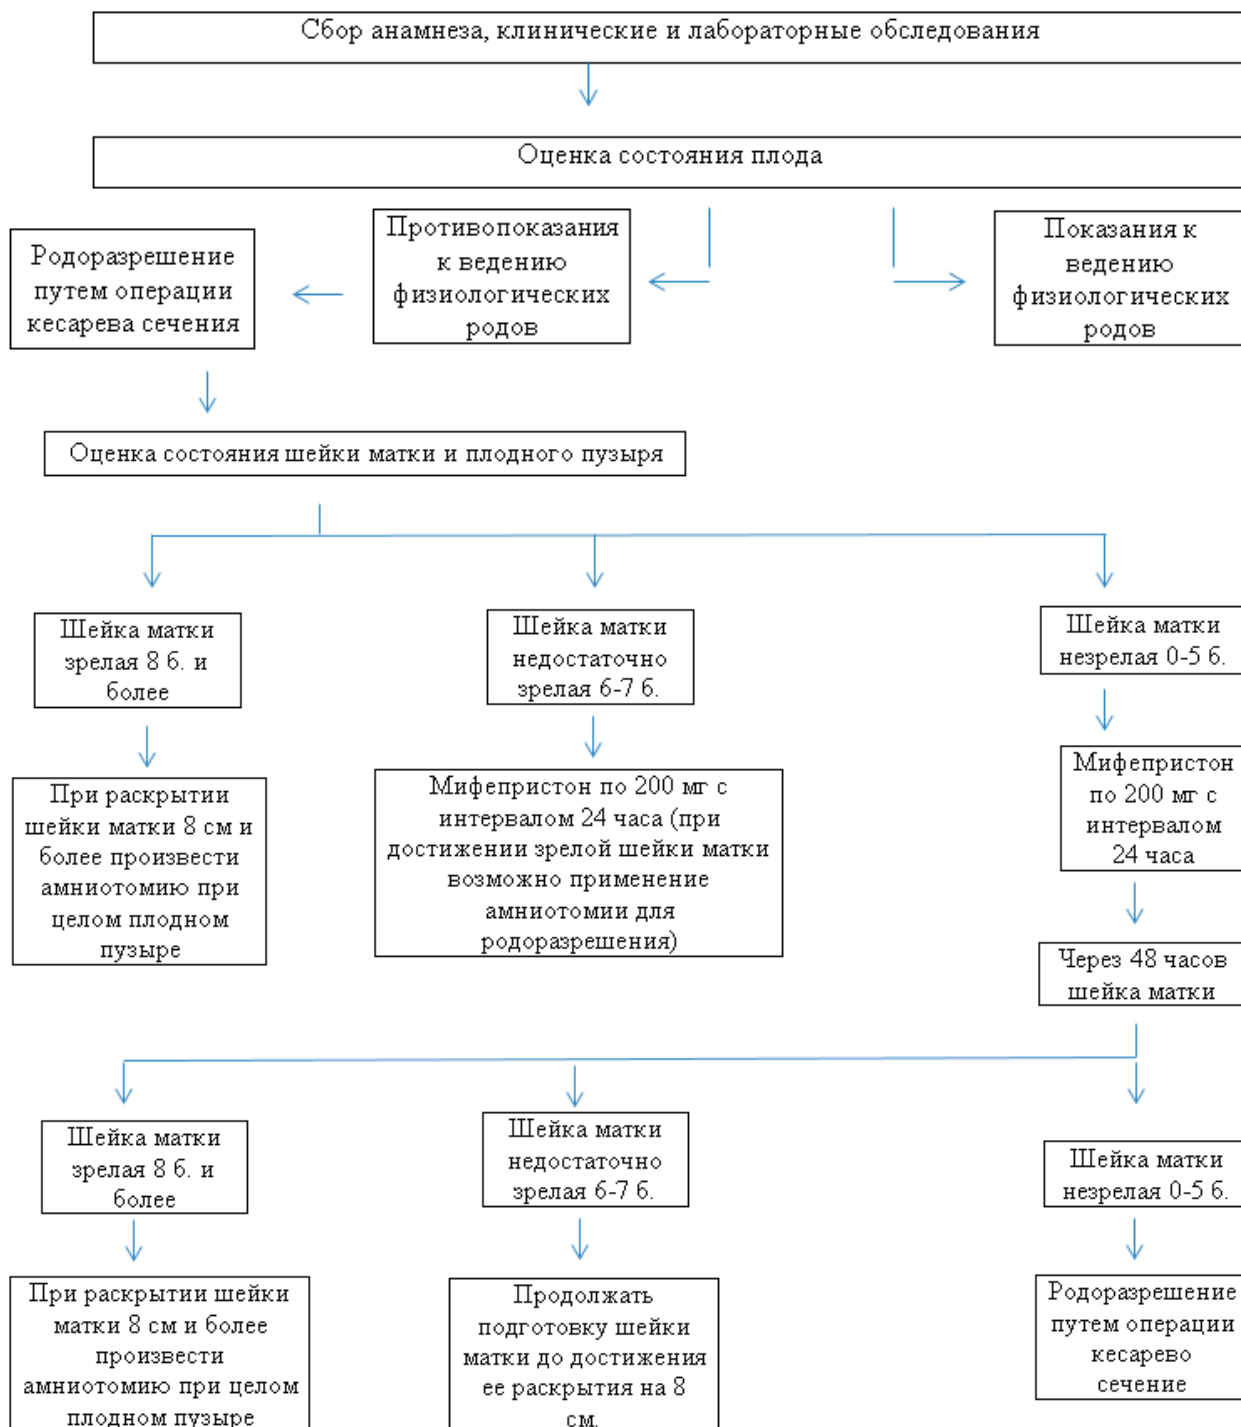 Сбор анамнеза, клинические и лабораторные обследования
Оценка состояния плода
Родоразрешение
путем операции
кесарева сечения
Противопоказания
к ведению
физиологических
родов
Показания к
ведению
физиологических
родов
Оценка состояния шейки матки и плодного пузыря
Шейка матки
зрелая 8 б. и
более
Шейка матки
недостаточно
зрелая 6-7 б.
Шейка матки
незрелая 0-5 б.
При раскрытии
шейки матки 8 см и
более произвести
амниотомию при
целом плодном
пузыре
Мифепристон по 200 мг с
интервалом 24 часа (при
достижении зрелой шейки матки
возможно применение
амниотомии для
родоразрешения)
Мифепристон
по 200 мг с
интервалом
24 часа
Через 48 часов
шейка матки
Шейка матки
зрелая 8 б. и
более
Шейка матки
недостаточно
зрелая 6-7 б.
Шейка матки
незрелая 0-5 б.
При раскрытии шейки
матки 8 см и более
произвести
амниотомию при целом
плодном пузыре
Продолжать
подготовку шейки
матки до достижения
ее раскрытия на 8
см.
Родоразрешение
путем операции
кесарево
сечение